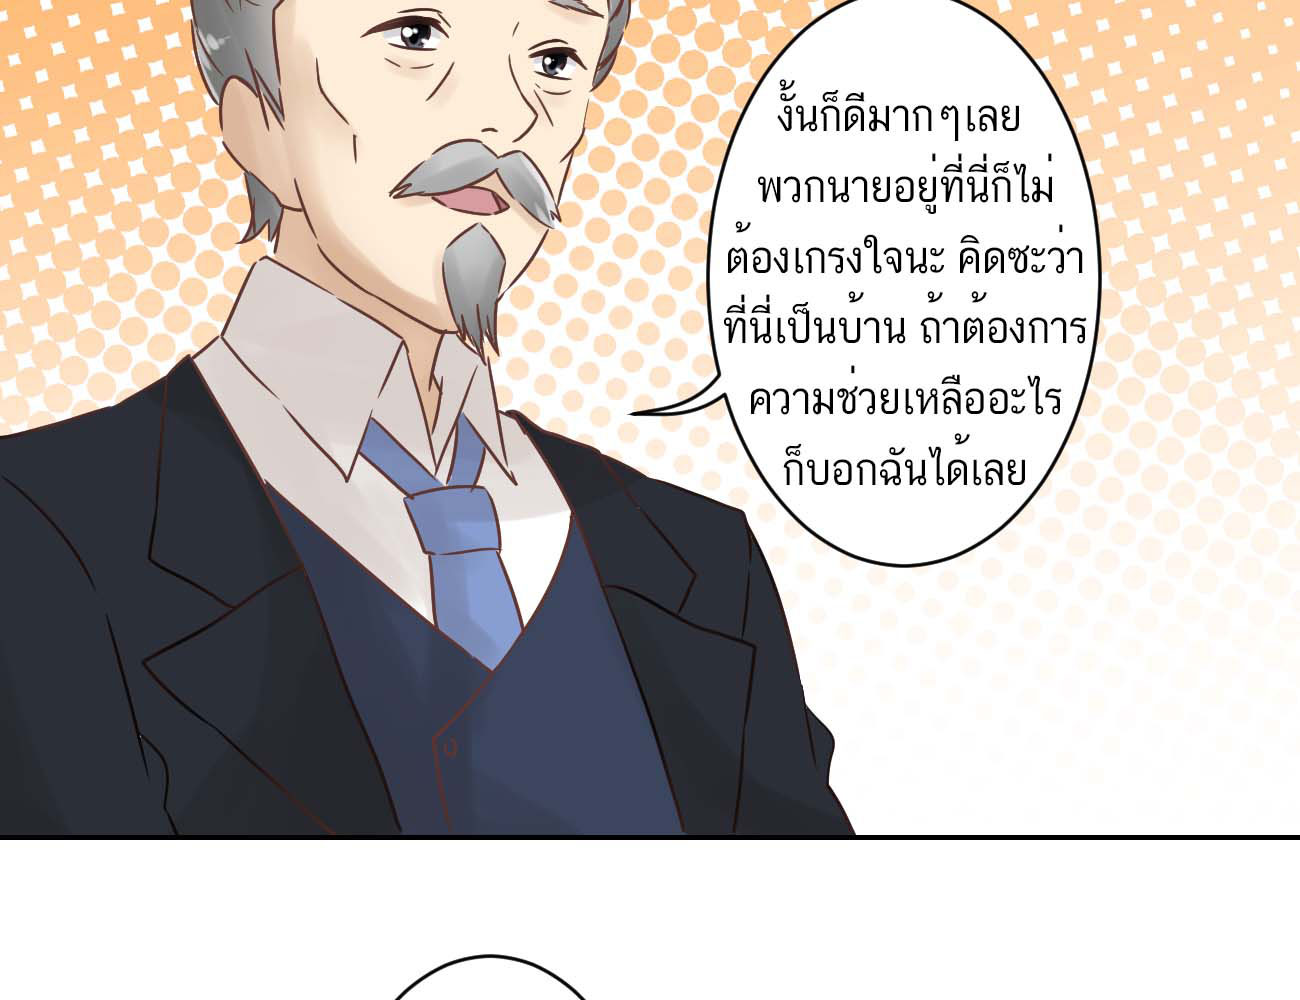 งั้นก็ดีมากๆเลย
พวกนายอยู่ที่นี่ก็ไม่
ต้องเกรงใจนะ คิดซะว่า
ที่นี่เป็นบ้าน ถ้าต้องการ
ความช่วยเหลืออะไร
ก็บอกฉันได้เลย